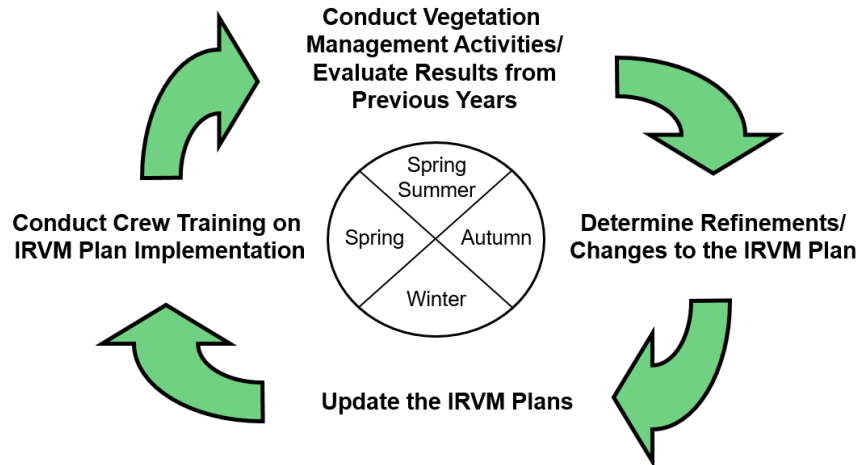 Conduct Vegetation
Management Activities/
Evaluate Results from
Previous Years
Spring
Summer
Conduct Crew Training on
IRVM Plan Implementation
Spring
Autumn
Determine Refinements/
Changes to the IRVM Plan
Winter
Update the IRVM Plans